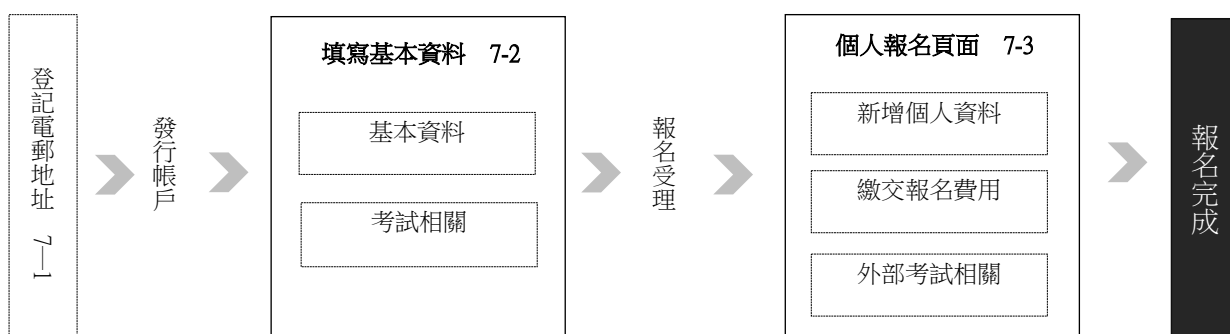 登記電郵地址 7—1
發行帳戶
填寫基本資料 7-2
基本資料
考試相關
報名受理
個人報名頁面 7-3
新增個人資料
繳交報名費用
外部考試相關
報名完成